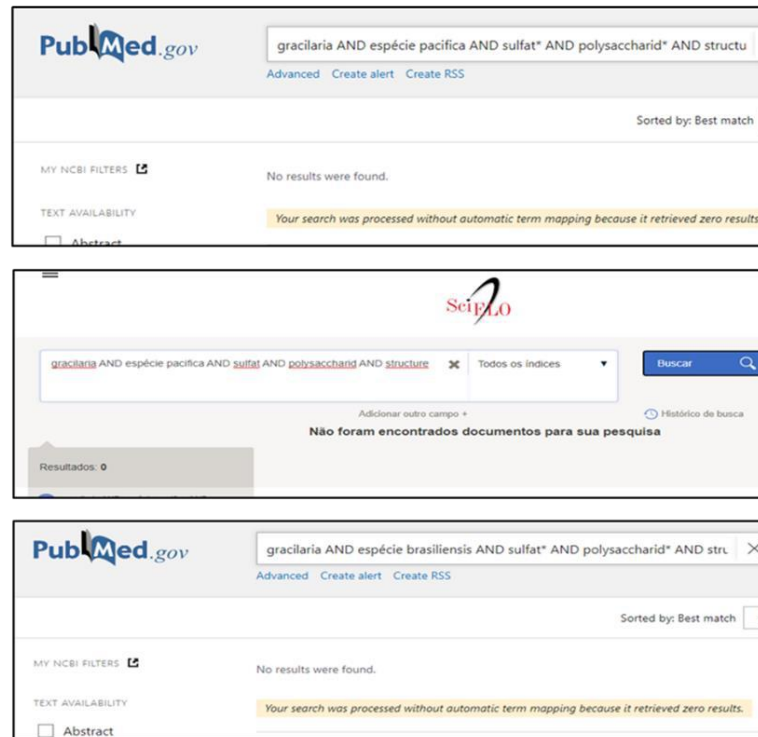 PubMed.gov
gracilaria AND espécie pacifica AND sulfat* AND polysaccharid* AND structu
Advanced Create alert Create RSS
Sorted by: Best match
MY NCBI FILTERS
No results were found.
TEXT AVAILABILITY
Your search was processed without automatic term mapping because it retrieved zero results
Abstract
SciELO
gracilaria AND espécie pacifica AND sulfat AND polysaccharid AND structure
Todos os índices
Buscar
Adicionar outro campo +
Histórico de busca
Não foram encontrados documentos para sua pesquisa
Resultados: 0
PubMed.gov
gracilaria AND espécie brasiliensis AND sulfat* AND polysaccharid* AND stru
Advanced Create alert Create RSS
Sorted by: Best match
MY NCBI FILTERS
No results were found.
TEXT AVAILABILITY
Your search was processed without automatic term mapping because it retrieved zero results.
Abstract